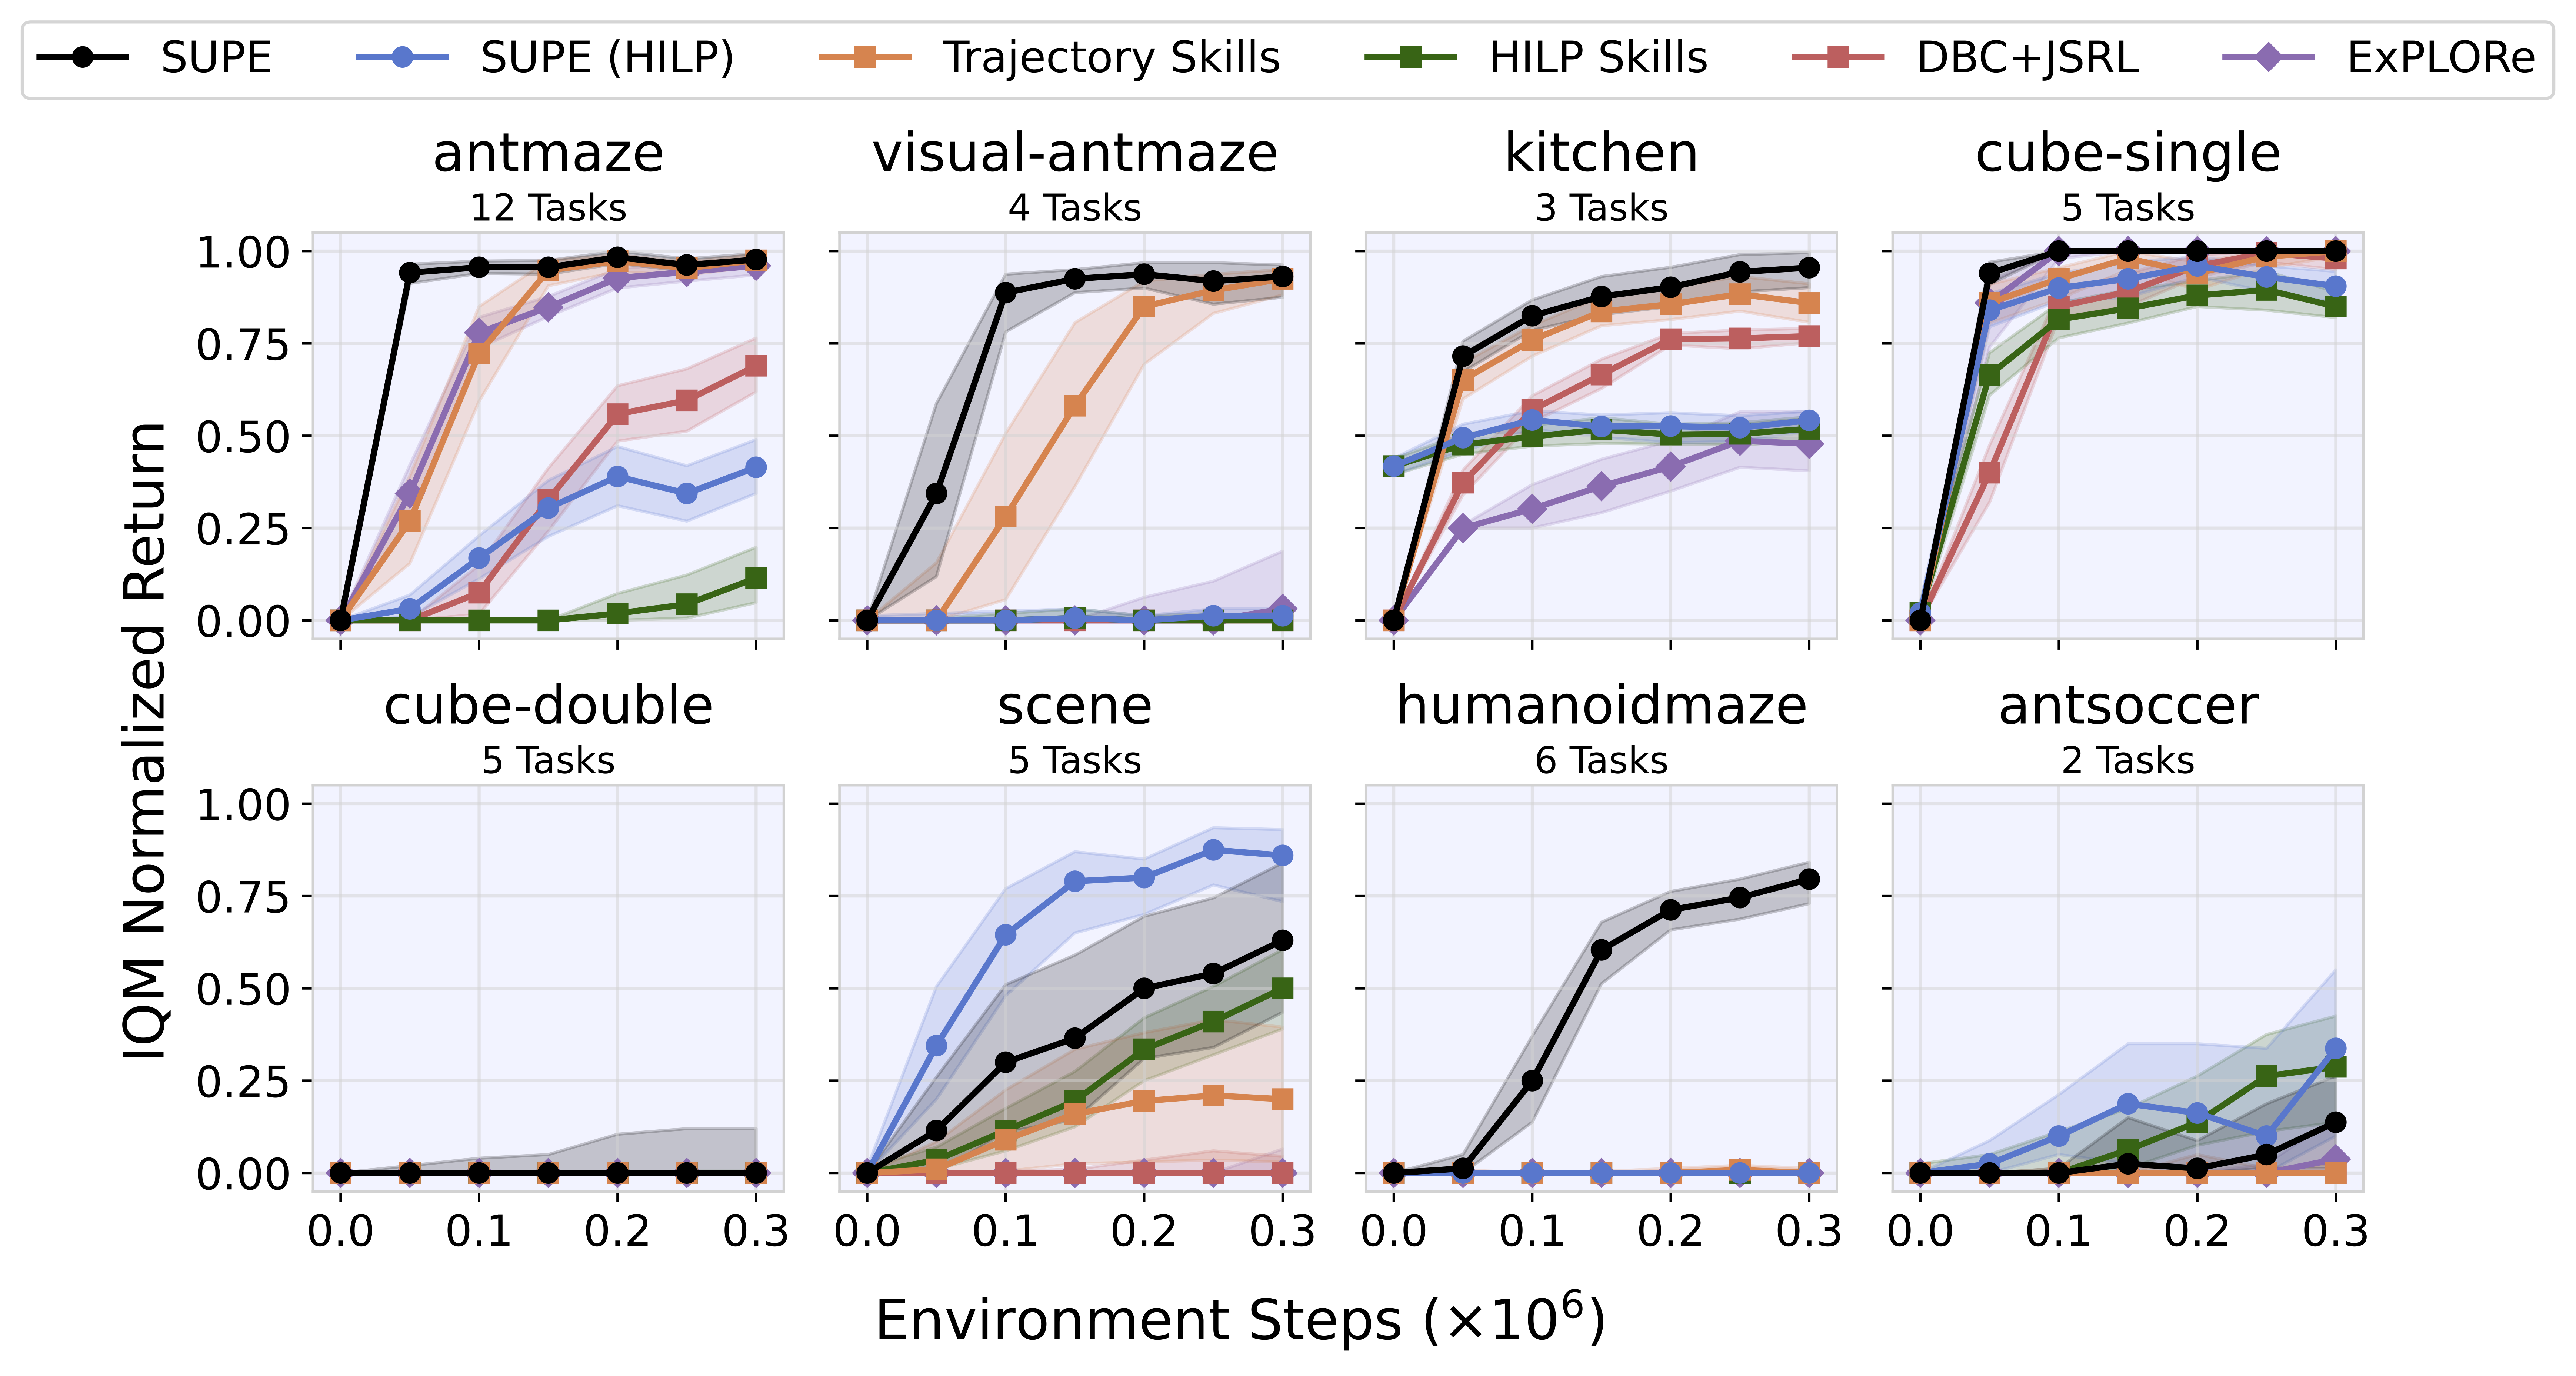 SUPE SUPE (HILP) Trajectory Skills HILP Skills DBC+JSRL ExPLORe
antmaze visual-antmaze kitchen cube-single
12 Tasks 4 Tasks 3 Tasks 5 Tasks
1.00
0.75
0.50
0.25
0.00
cube-double scene humanoidmaze antsoccer
5 Tasks 5 Tasks 6 Tasks 2 Tasks
1.00
0.75
0.50
0.25
0.00
0.0 0.1 0.2 0.3 0.0 0.1 0.2 0.3 0.0 0.1 0.2 0.3 0.0 0.1 0.2 0.3
IQM Normalized Return
Environment Steps (×10⁶)